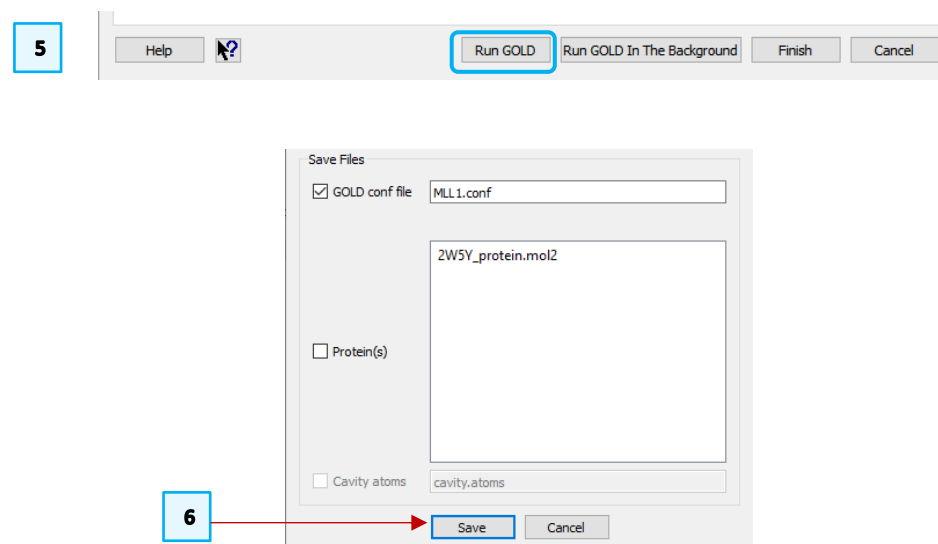 5
Help ? Run GOLD Run GOLD In The Background Finish Cancel
Save Files
GOLD conf file MLL1.conf
2W5Y_protein.mol2
Protein(s)
Cavity atoms cavity.atoms
6 Save Cancel